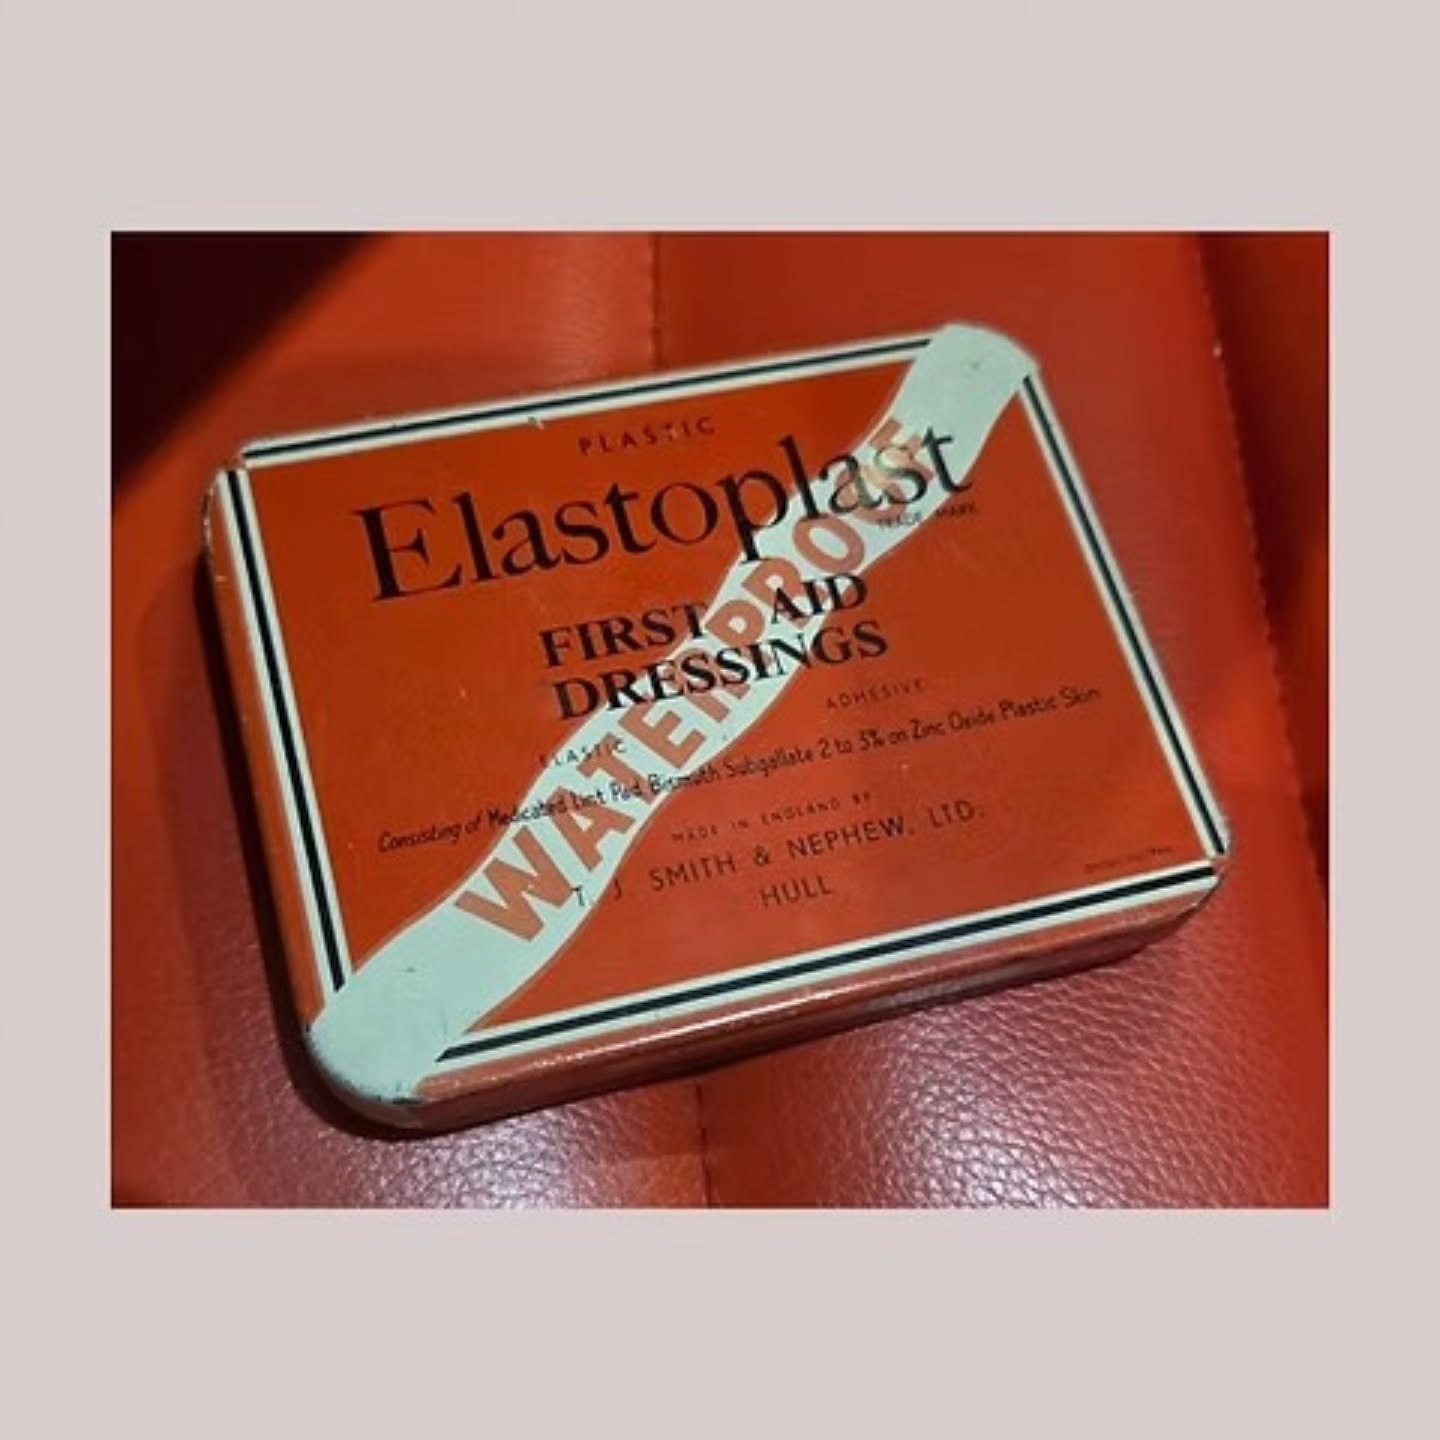 PLASTIC
Elastoplast
TRADE MARK
FIRST AID
DRESSINGS
WATERPROOF
ELASTIC ADHESIVE
Consisting of Medicated Lint Pad Bismuth Subgallate 2 to 5% on Zinc Oxide Plastic Skin
MADE IN ENGLAND BY
T. J. SMITH & NEPHEW, LTD.
HULL